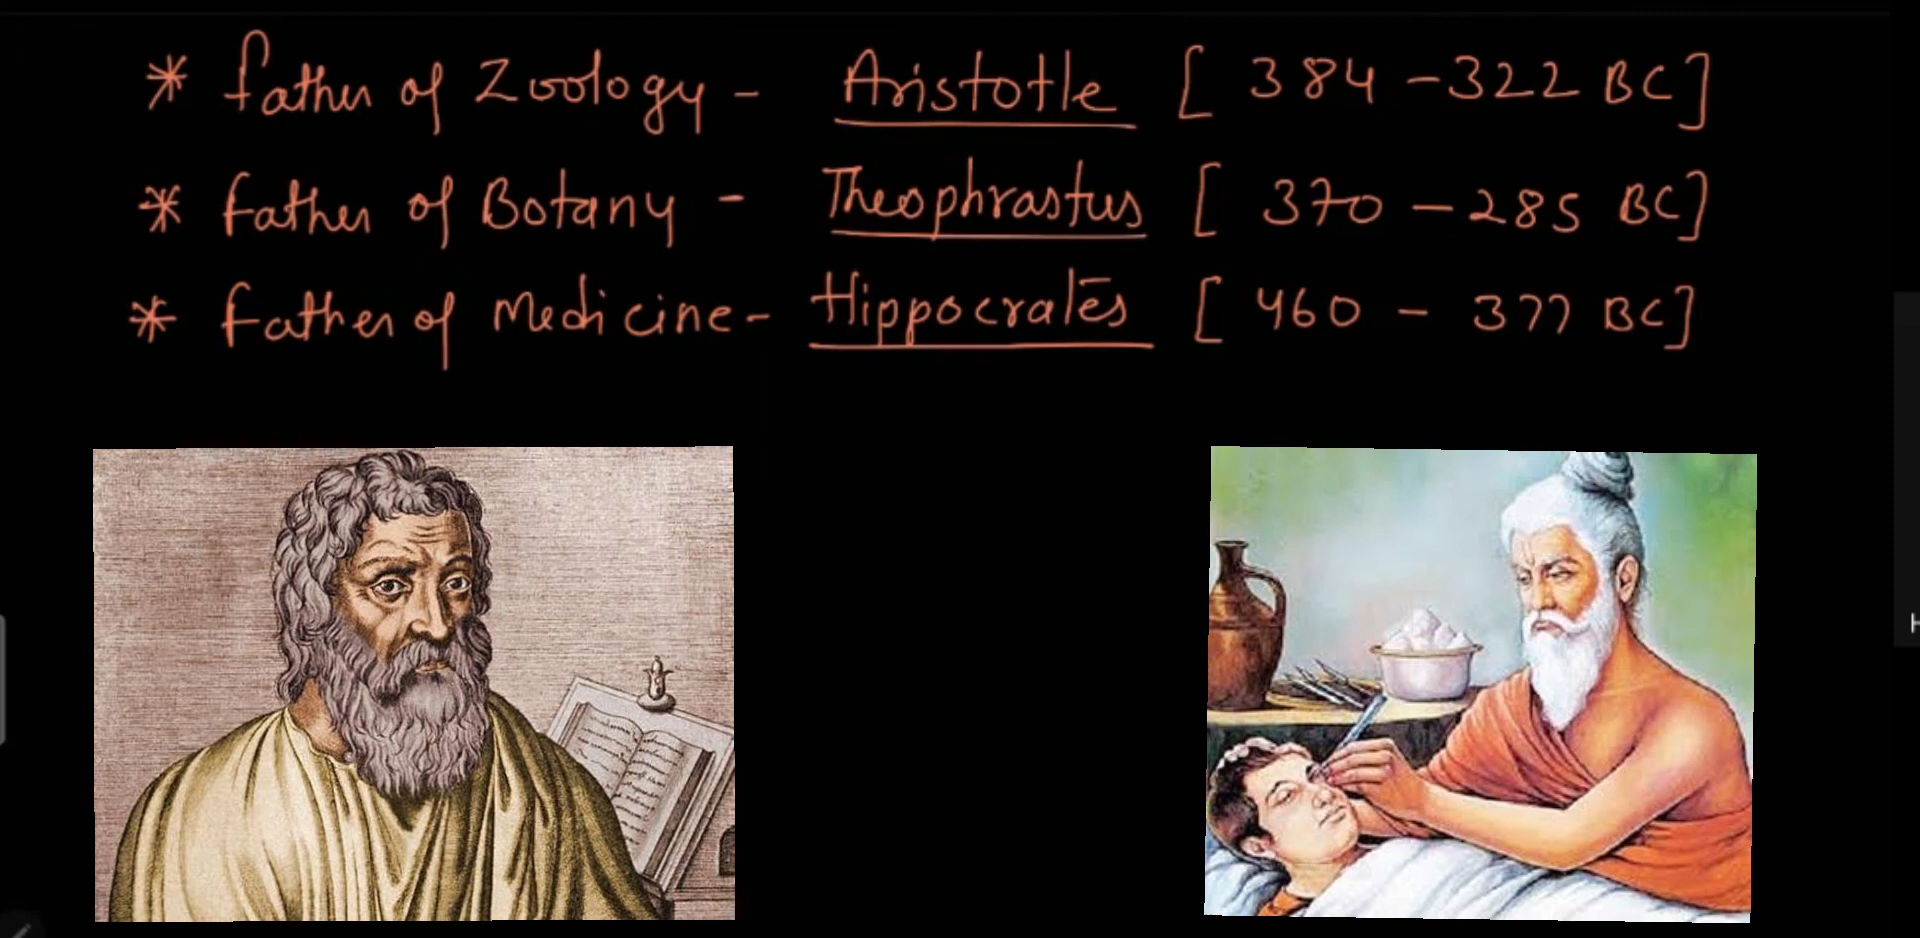 * Father of Zoology - Aristotle [ 384 - 322 BC]
* Father of Botany - Theophrastus [ 370 - 285 BC]
* Father of Medicine - Hippocrates [ 460 - 377 BC]
H